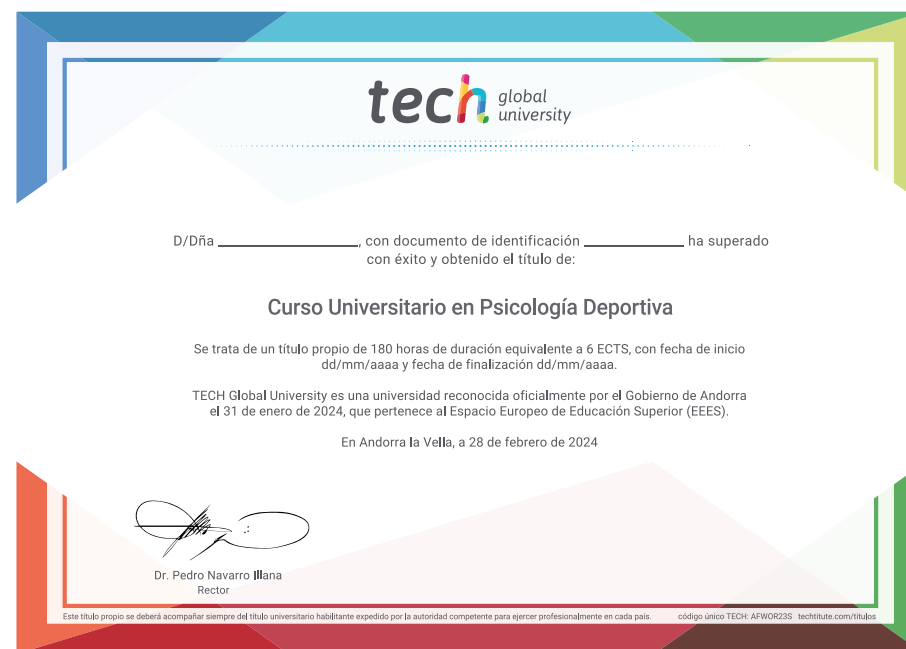 tech global university
D/Dña ____________________, con documento de identificación ______________ ha superado
con éxito y obtenido el título de:
Curso Universitario en Psicología Deportiva
Se trata de un título propio de 180 horas de duración equivalente a 6 ECTS, con fecha de inicio
dd/mm/aaaa y fecha de finalización dd/mm/aaaa.
TECH Global University es una universidad reconocida oficialmente por el Gobierno de Andorra
el 31 de enero de 2024, que pertenece al Espacio Europeo de Educación Superior (EEES).
En Andorra la Vella, a 28 de febrero de 2024
Dr. Pedro Navarro Illana
Rector
Este título propio se deberá acompañar siempre del título universitario habilitante expedido por la autoridad competente para ejercer profesionalmente en cada país. código único TECH: AFWOR23S techtitute.com/titulos